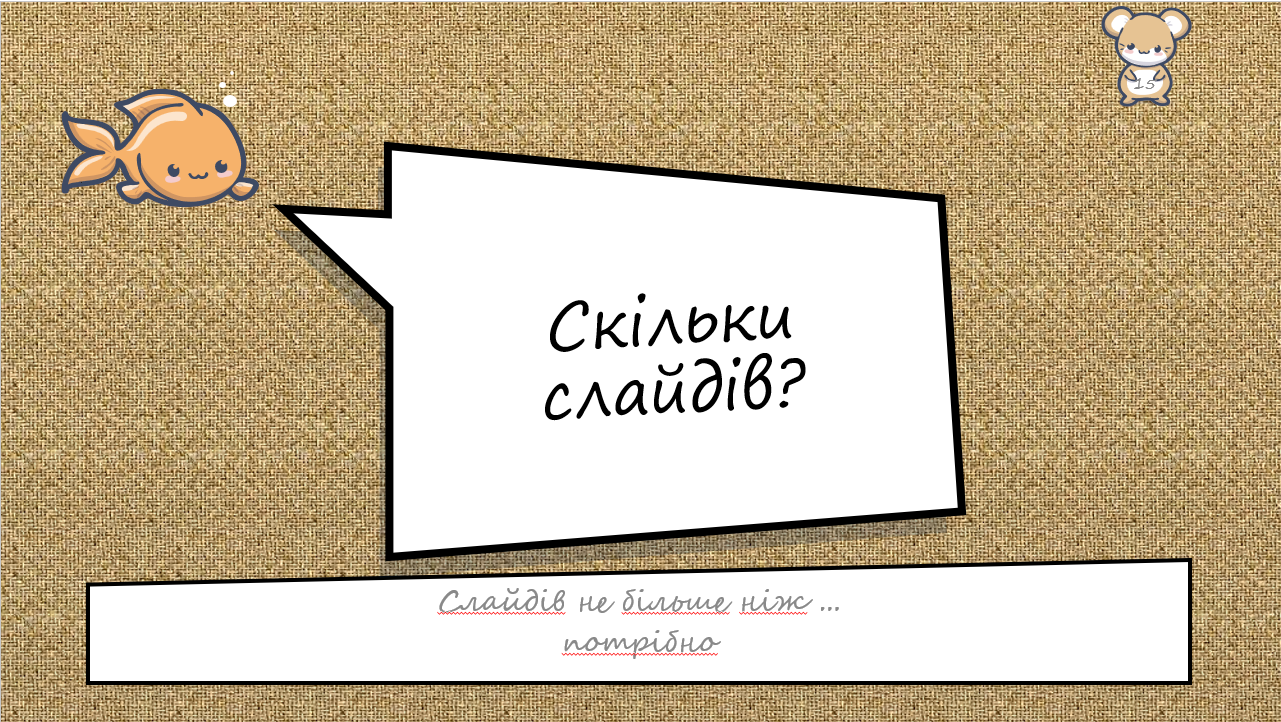 15
Скільки
слайдів?
Слайдів не більше ніж ...
потрібно